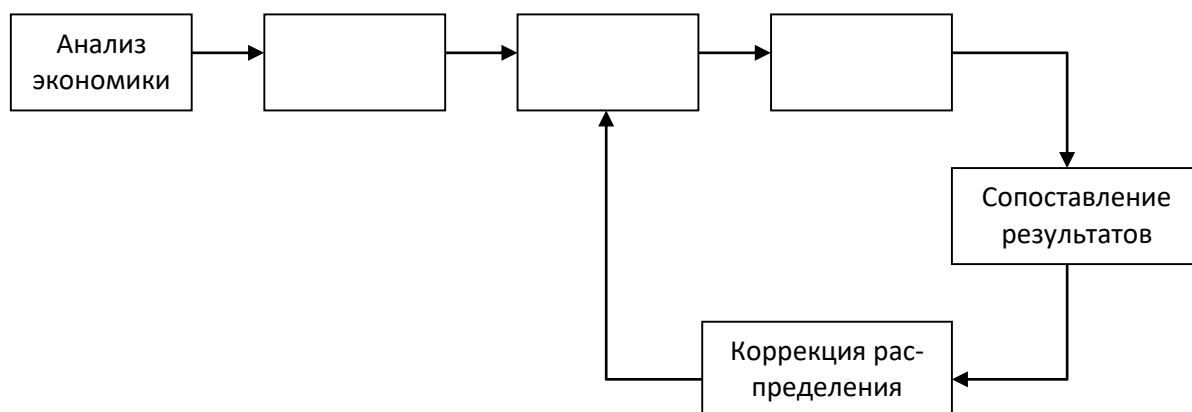 Анализ
экономики
Сопоставление
результатов
Коррекция рас-
пределения